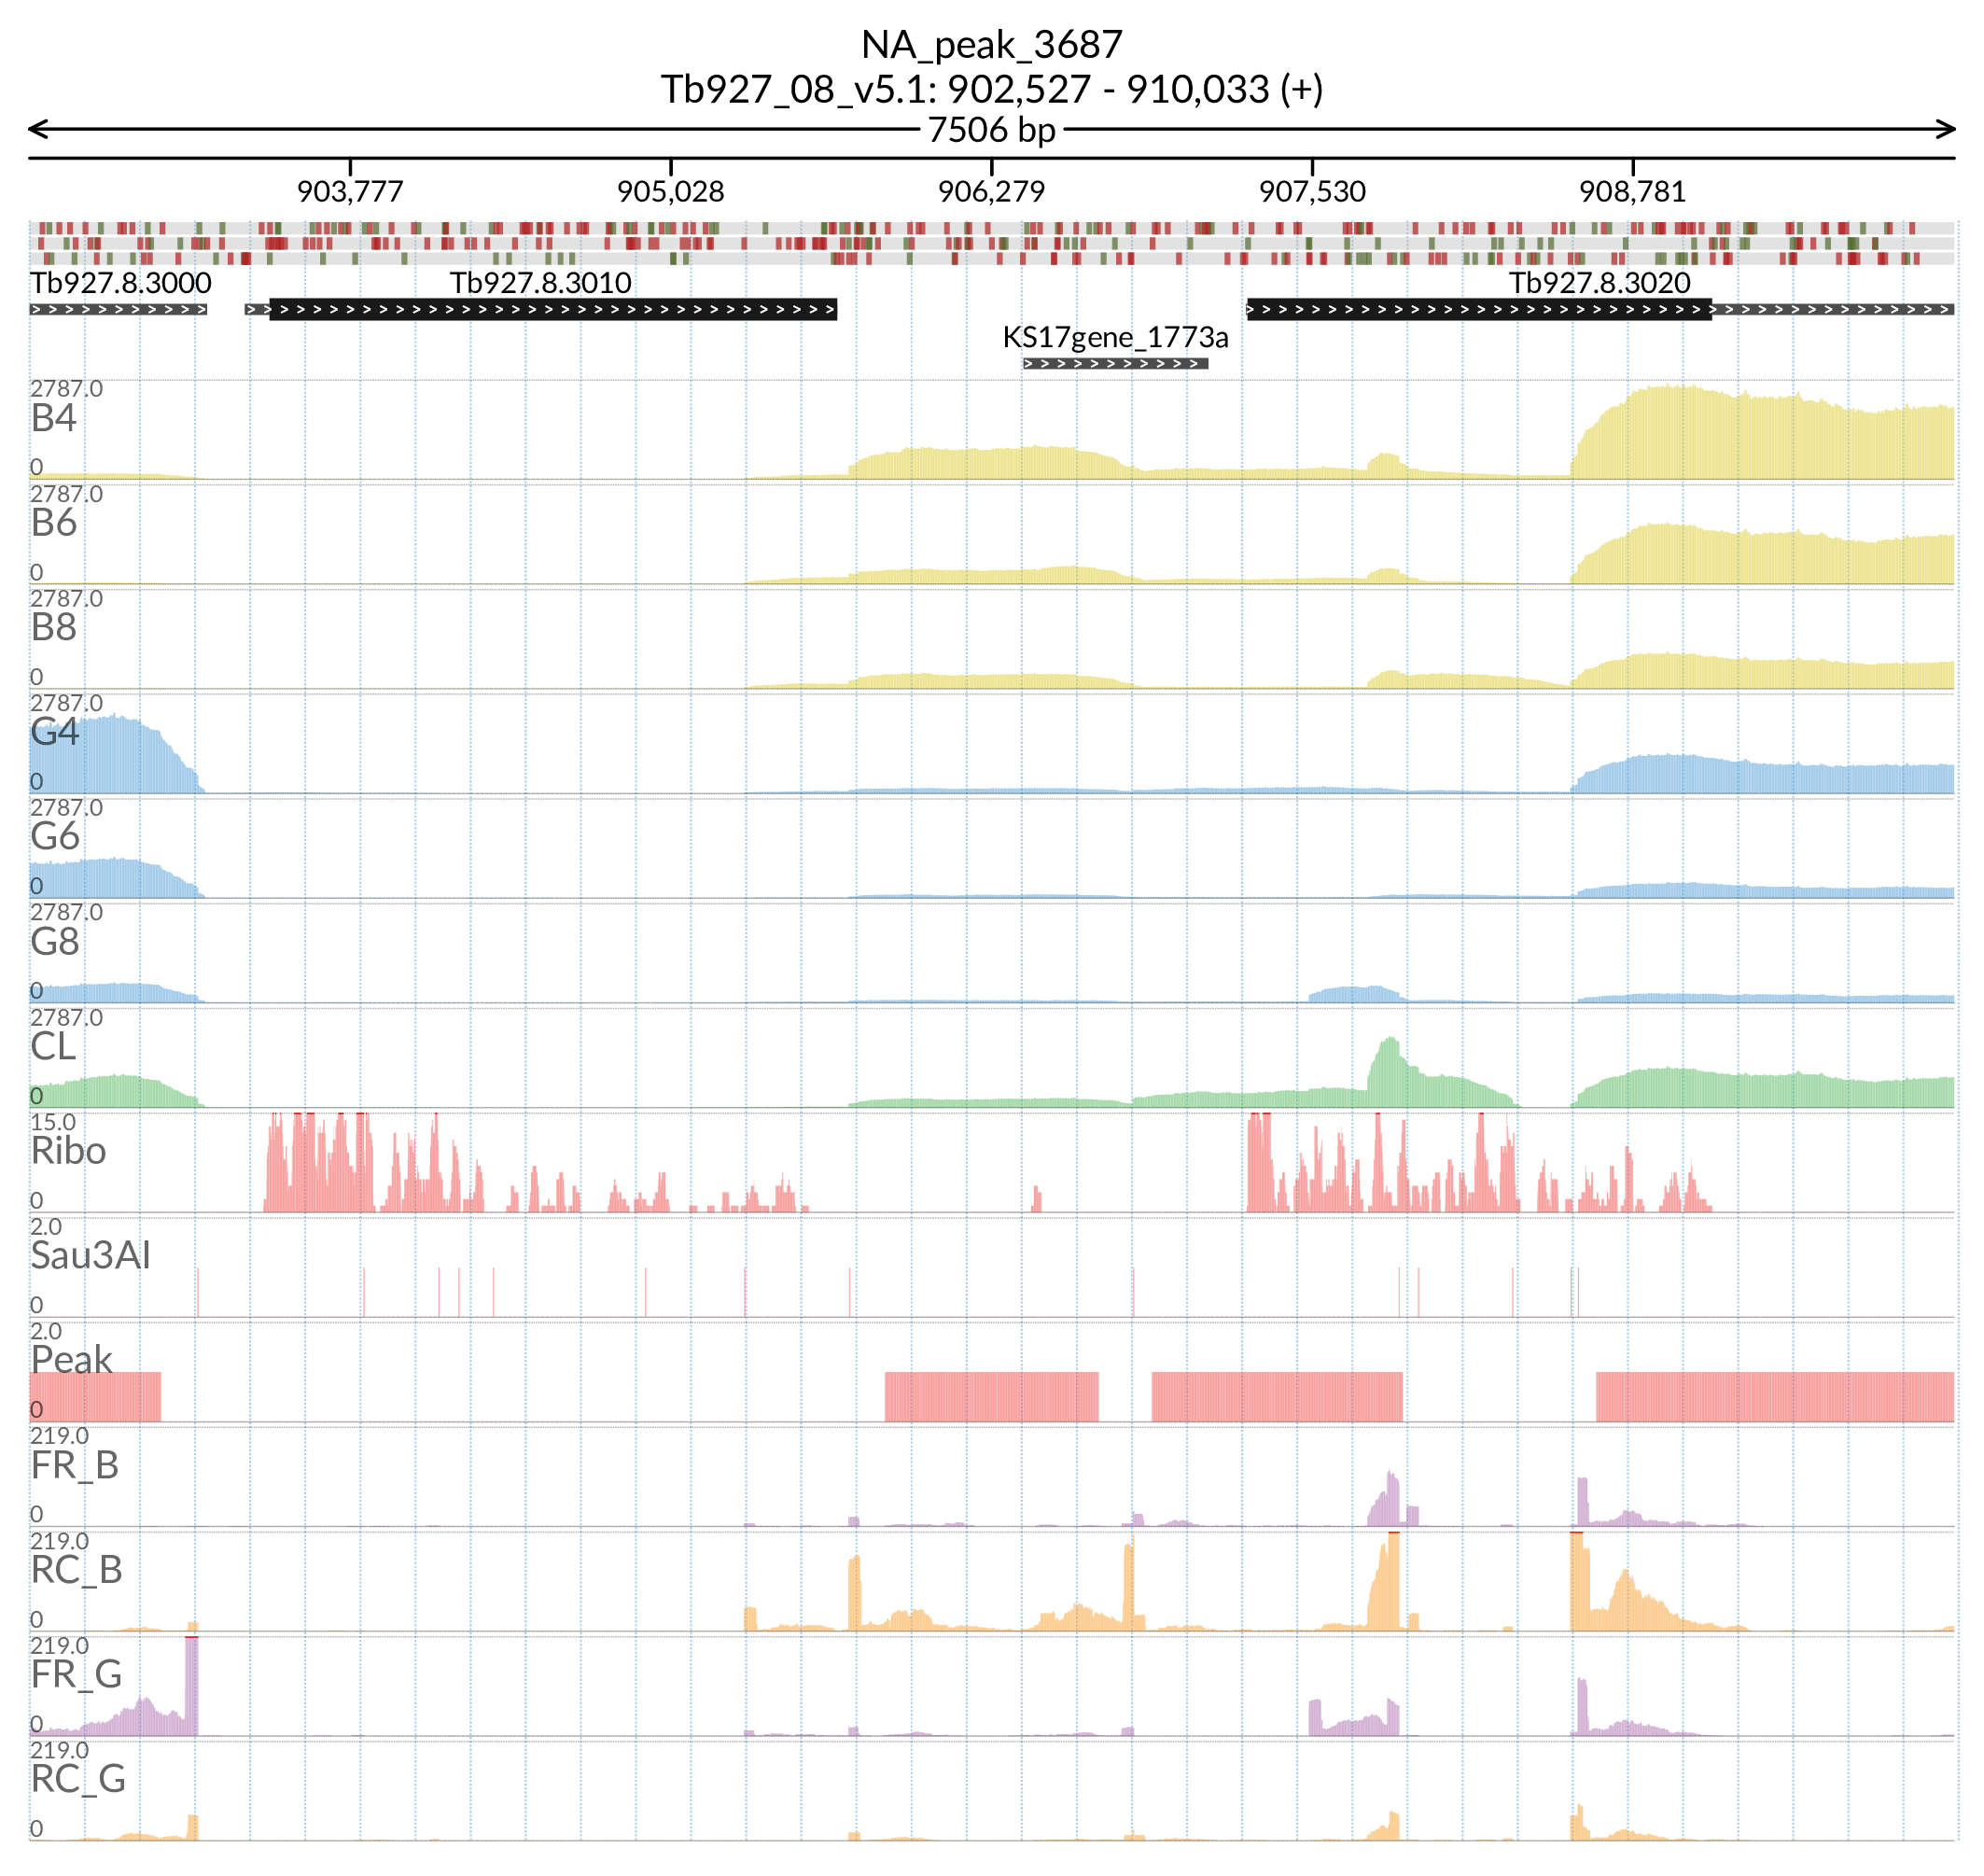 NA_peak_3687
Tb927_08_v5.1: 902,527 - 910,033 (+)
7506 bp
903,777 905,028 906,279 907,530 908,781
Tb927.8.3000 Tb927.8.3010 Tb927.8.3020
KS17gene_1773a
2787.0
B4
0
2787.0
B6
0
2787.0
B8
0
2787.0
G4
0
2787.0
G6
0
2787.0
G8
0
2787.0
CL
0
15.0
Ribo
0
2.0
Sau3AI
0
2.0
Peak
0
219.0
FR_B
0
219.0
RC_B
0
219.0
FR_G
0
219.0
RC_G
0